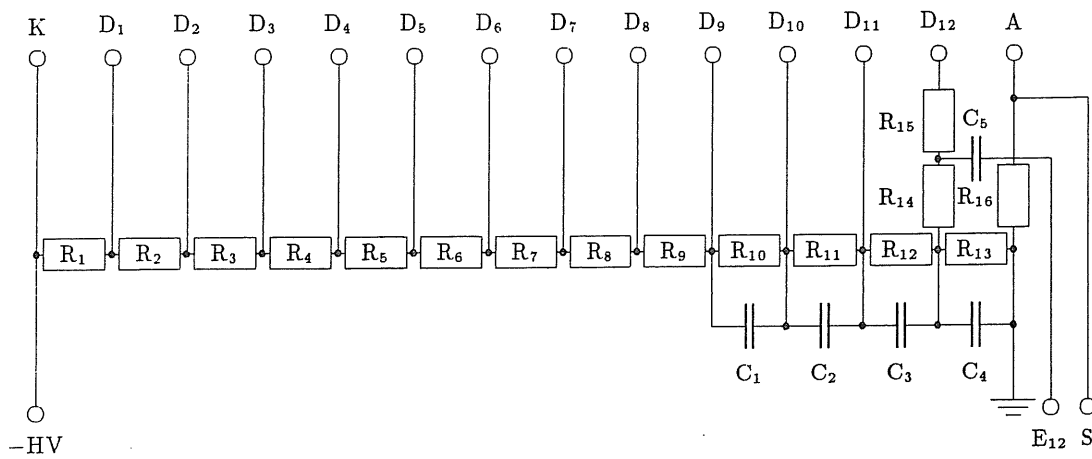 K D₁ D₂ D₃ D₄ D₅ D₆ D₇ D₈ D₉ D₁₀ D₁₁ D₁₂ A
R₁₅ C₅
R₁₄ R₁₆
R₁ R₂ R₃ R₄ R₅ R₆ R₇ R₈ R₉ R₁₀ R₁₁ R₁₂ R₁₃
C₁ C₂ C₃ C₄
−HV E₁₂ S